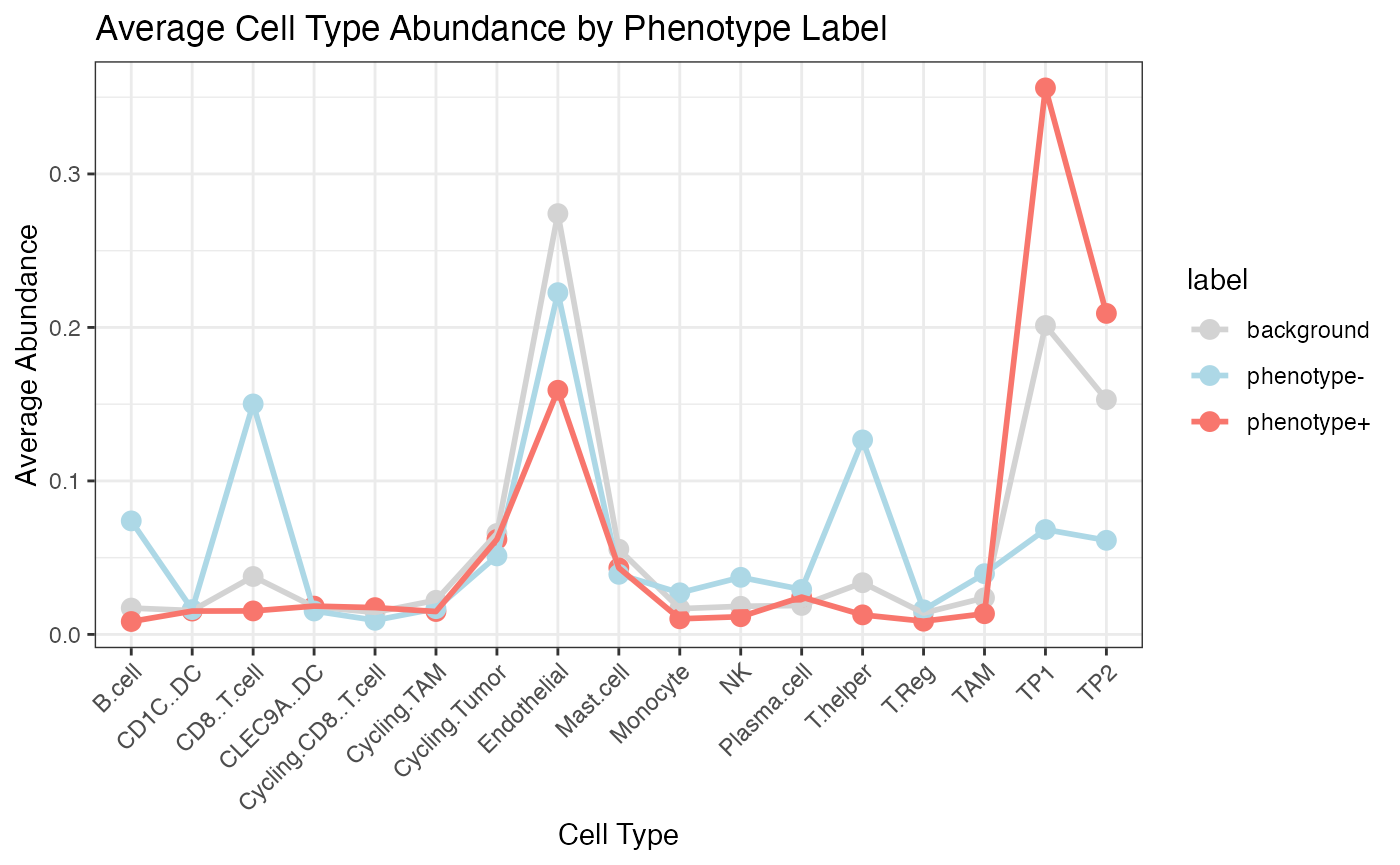 Average Cell Type Abundance by Phenotype Label
Average Abundance
0.3
0.2
0.1
0.0
B.cell
CD1C..DC
CD8..T.cell
CLEC9A..DC
Cycling.CD8..T.cell
Cycling.TAM
Cycling.Tumor
Endothelial
Mast.cell
Monocyte
NK
Plasma.cell
T.helper
T.Reg
TAM
TP1
TP2
Cell Type
label
background
phenotype-
phenotype+